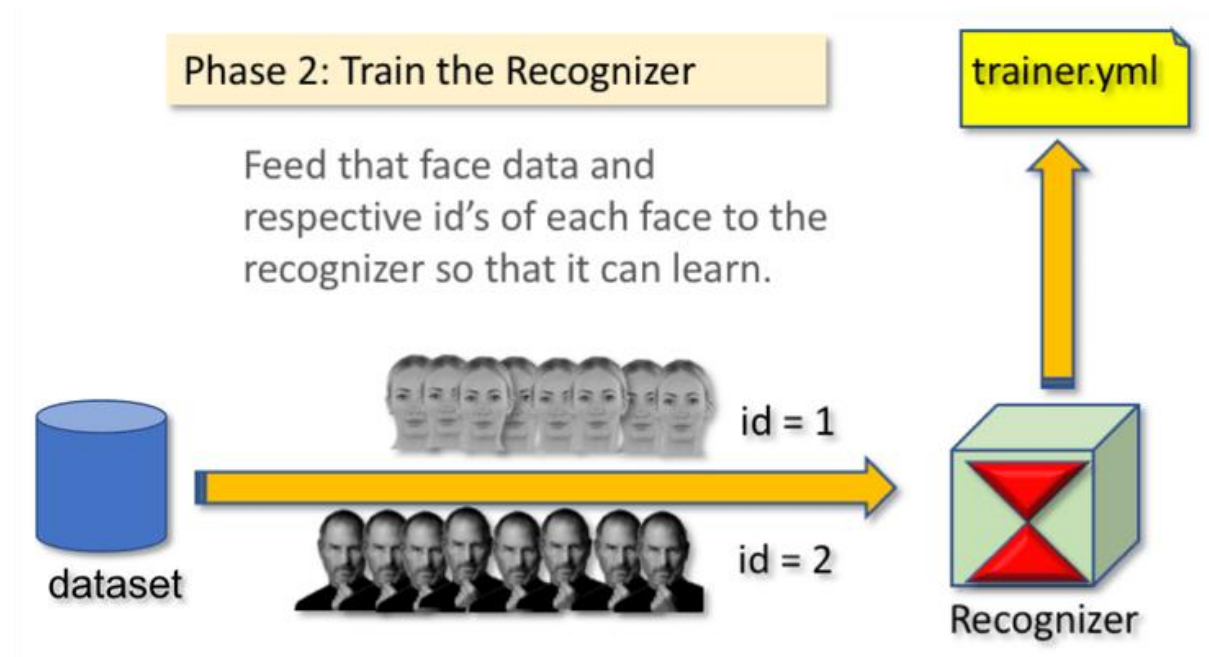 Phase 2: Train the Recognizer
trainer.yml
Feed that face data and
respective id's of each face to the
recognizer so that it can learn.
id = 1
id = 2
dataset
Recognizer